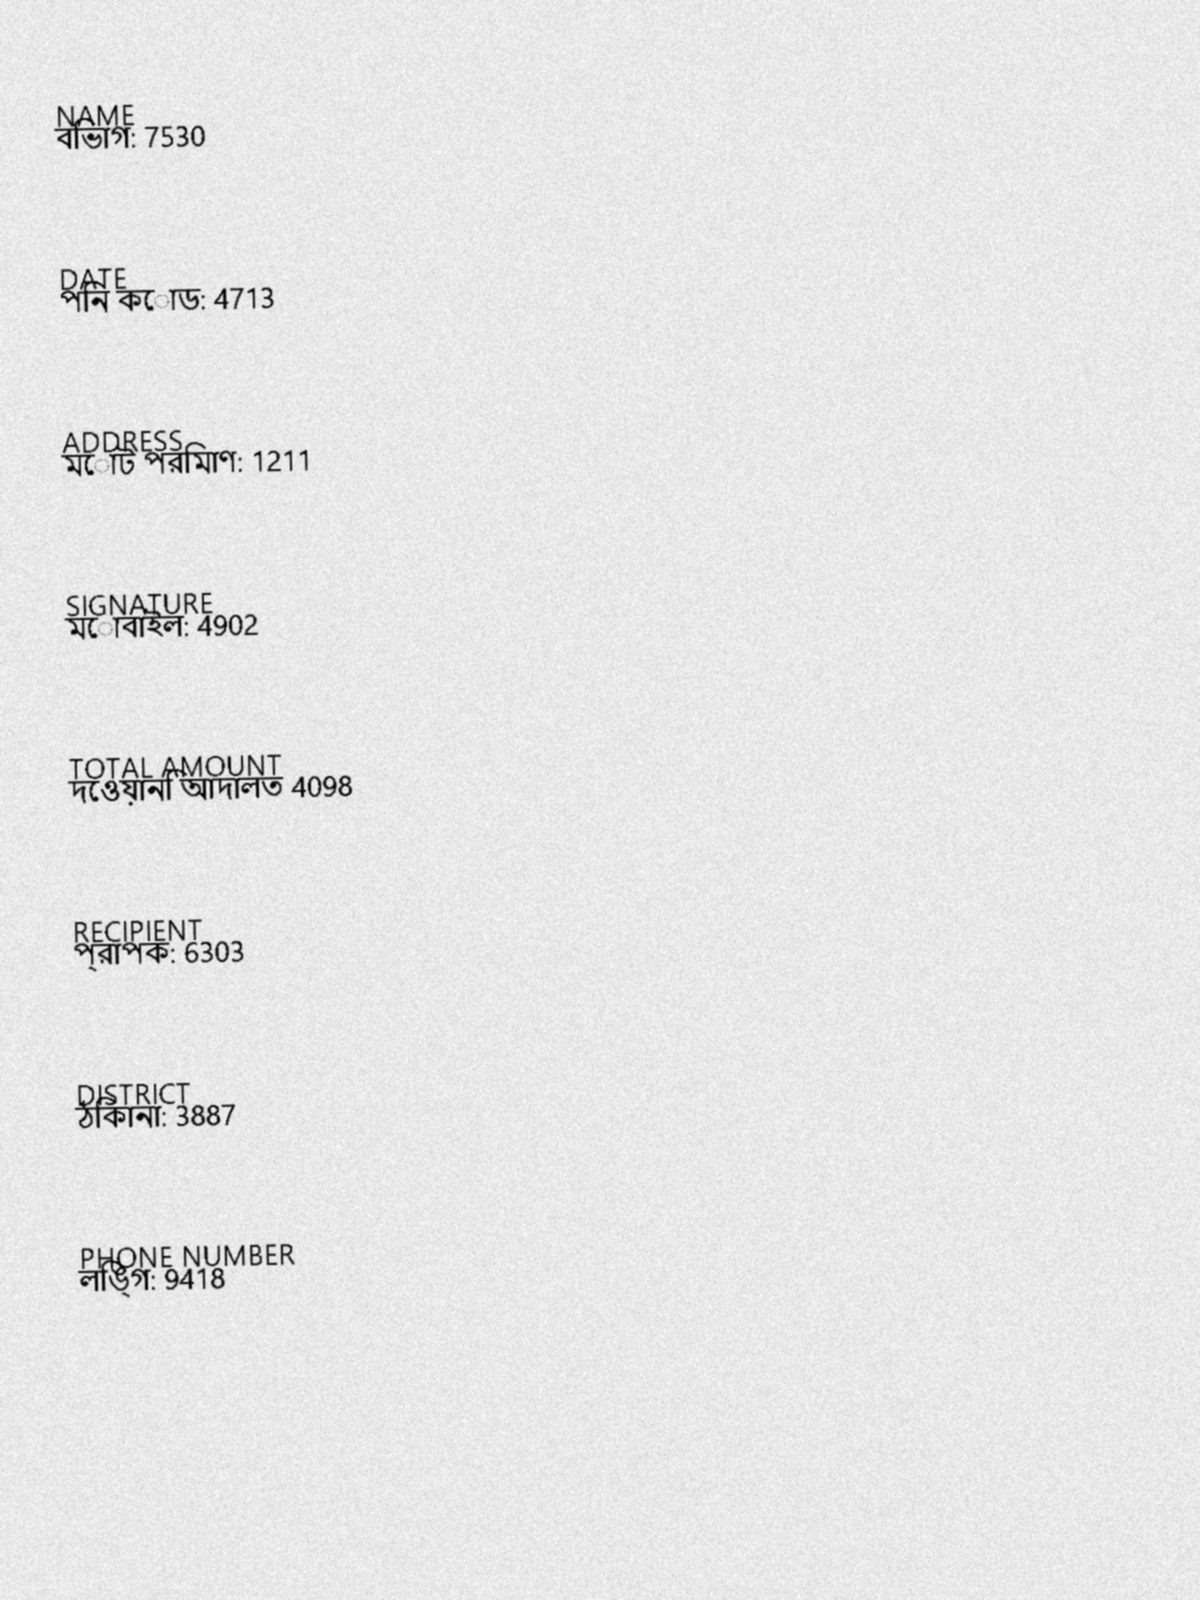 NAME
বিভাগ: 7530
DATE
পিন কোড: 4713
ADDRESS
মোট পরিমাণ: 1211
SIGNATURE
মোবাইল: 4902
TOTAL AMOUNT
দেওয়ানি আদালত 4098
RECIPIENT
প্রাপক: 6303
DISTRICT
ঠিকানা: 3887
PHONE NUMBER
লিঙ্গ: 9418